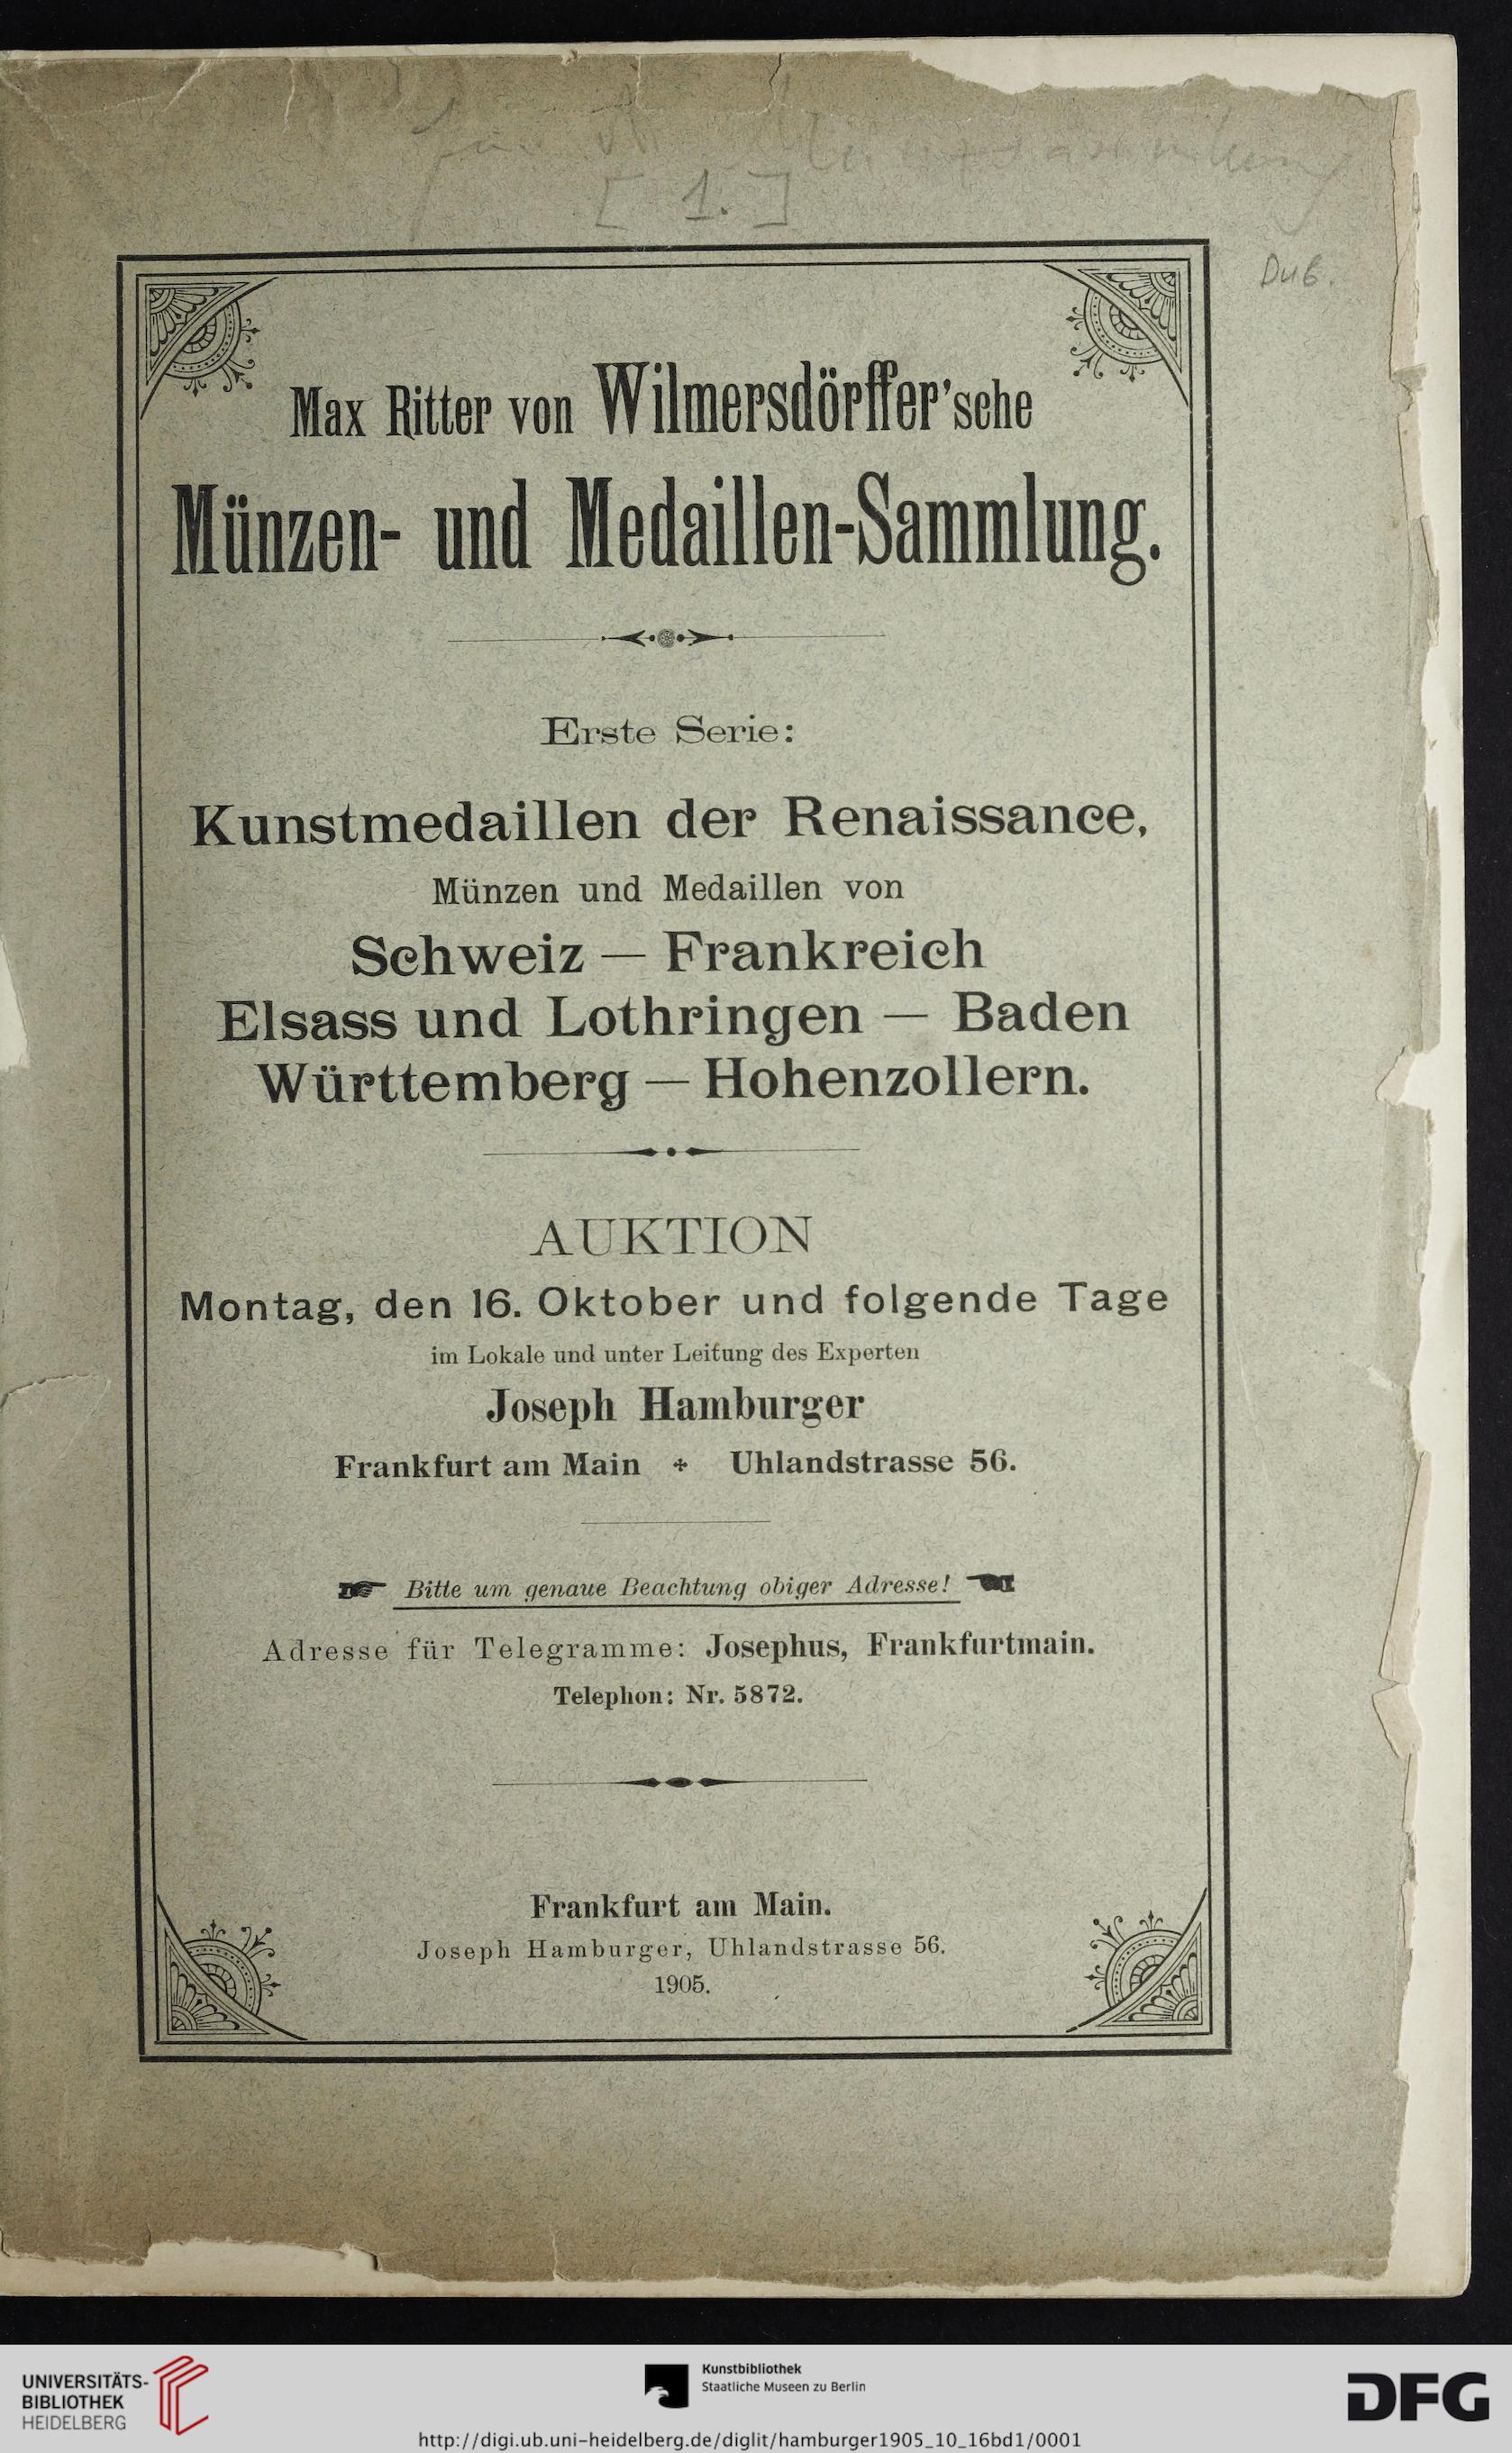 [ 1. ]
Dub.
Max Ritter von Wilmersdörffer'sche
Münzen- und Medaillen-Sammlung.
Erste Serie:
Kunstmedaillen der Renaissance,
Münzen und Medaillen von
Schweiz — Frankreich
Elsass und Lothringen — Baden
Württemberg — Hohenzollern.
AUKTION
Montag, den 16. Oktober und folgende Tage
im Lokale und unter Leitung des Experten
Joseph Hamburger
Frankfurt am Main ✣ Uhlandstrasse 56.
☛ Bitte um genaue Beachtung obiger Adresse! ☚
Adresse für Telegramme: Josephus, Frankfurtmain.
Telephon: Nr. 5872.
Frankfurt am Main.
Joseph Hamburger, Uhlandstrasse 56.
1905.
UNIVERSITÄTS-
BIBLIOTHEK
HEIDELBERG
Kunstbibliothek
Staatliche Museen zu Berlin
DFG
http://digi.ub.uni-heidelberg.de/diglit/hamburger1905_10_16bd1/0001